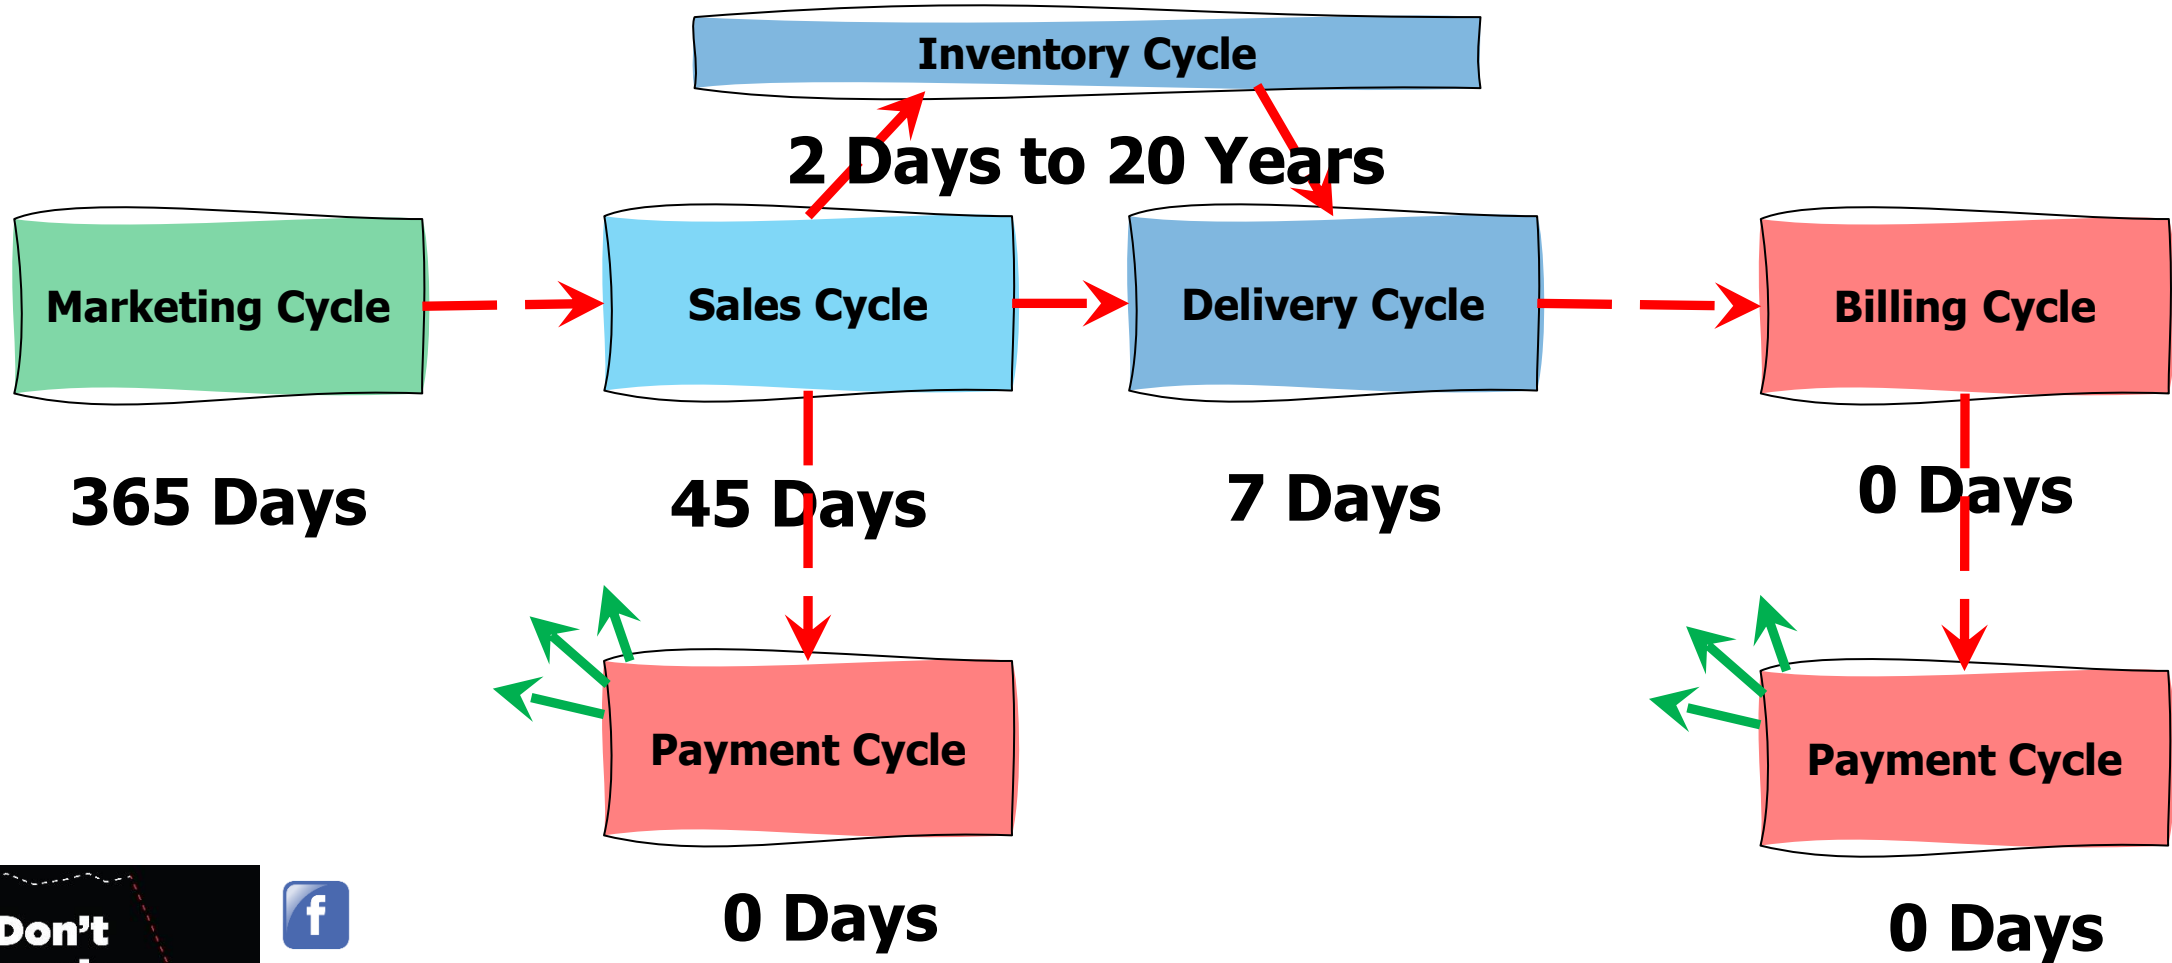 Inventory Cycle
2 Days to 20 Years
Marketing Cycle
Sales Cycle
Delivery Cycle
Billing Cycle
365 Days
45 Days
7 Days
0 Days
Payment Cycle
Payment Cycle
0 Days
0 Days
Don't
f